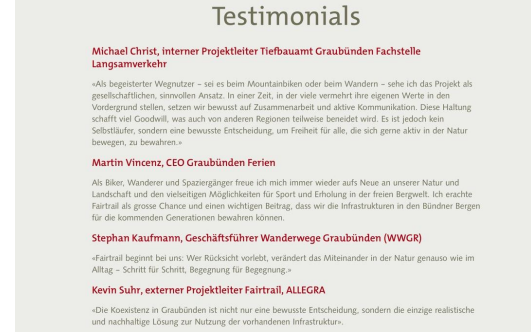 Testimonials
Michael Christ, interner Projektleiter Tiefbauamt Graubünden Fachstelle
Langsamverkehr
«Als begeisterter Wegnutzer – sei es beim Mountainbiken oder beim Wandern – sehe ich das Projekt als
gesellschaftlichen, sinnvollen Ansatz. In einer Zeit, in der viele vermehrt ihre eigenen Werte in den
Vordergrund stellen, setzen wir bewusst auf Zusammenarbeit und aktive Kommunikation. Diese Haltung
schafft viel Goodwill, was auch von anderen Regionen teilweise beneidet wird. Es ist jedoch kein
Selbstläufer, sondern eine bewusste Entscheidung, um Freiheit für alle, die sich gerne aktiv in der Natur
bewegen, zu bewahren.»
Martin Vincenz, CEO Graubünden Ferien
Als Biker, Wanderer und Spaziergänger freue ich mich immer wieder aufs Neue an unserer Natur und
Landschaft und den vielseitigen Möglichkeiten für Sport und Erholung in der freien Bergwelt. Ich erachte
Fairtrail als grosse Chance und einen wichtigen Beitrag, dass wir die Infrastrukturen in den Bündner Bergen
für die kommenden Generationen bewahren können.
Stephan Kaufmann, Geschäftsführer Wanderwege Graubünden (WWGR)
«Fairtrail beginnt bei uns: Wer Rücksicht vorlebt, verändert das Miteinander in der Natur genauso wie im
Alltag – Schritt für Schritt, Begegnung für Begegnung.»
Kevin Suhr, externer Projektleiter Fairtrail, ALLEGRA
«Die Koexistenz in Graubünden ist nicht nur eine bewusste Entscheidung, sondern die einzige realistische
und nachhaltige Lösung zur Nutzung der vorhandenen Infrastruktur».